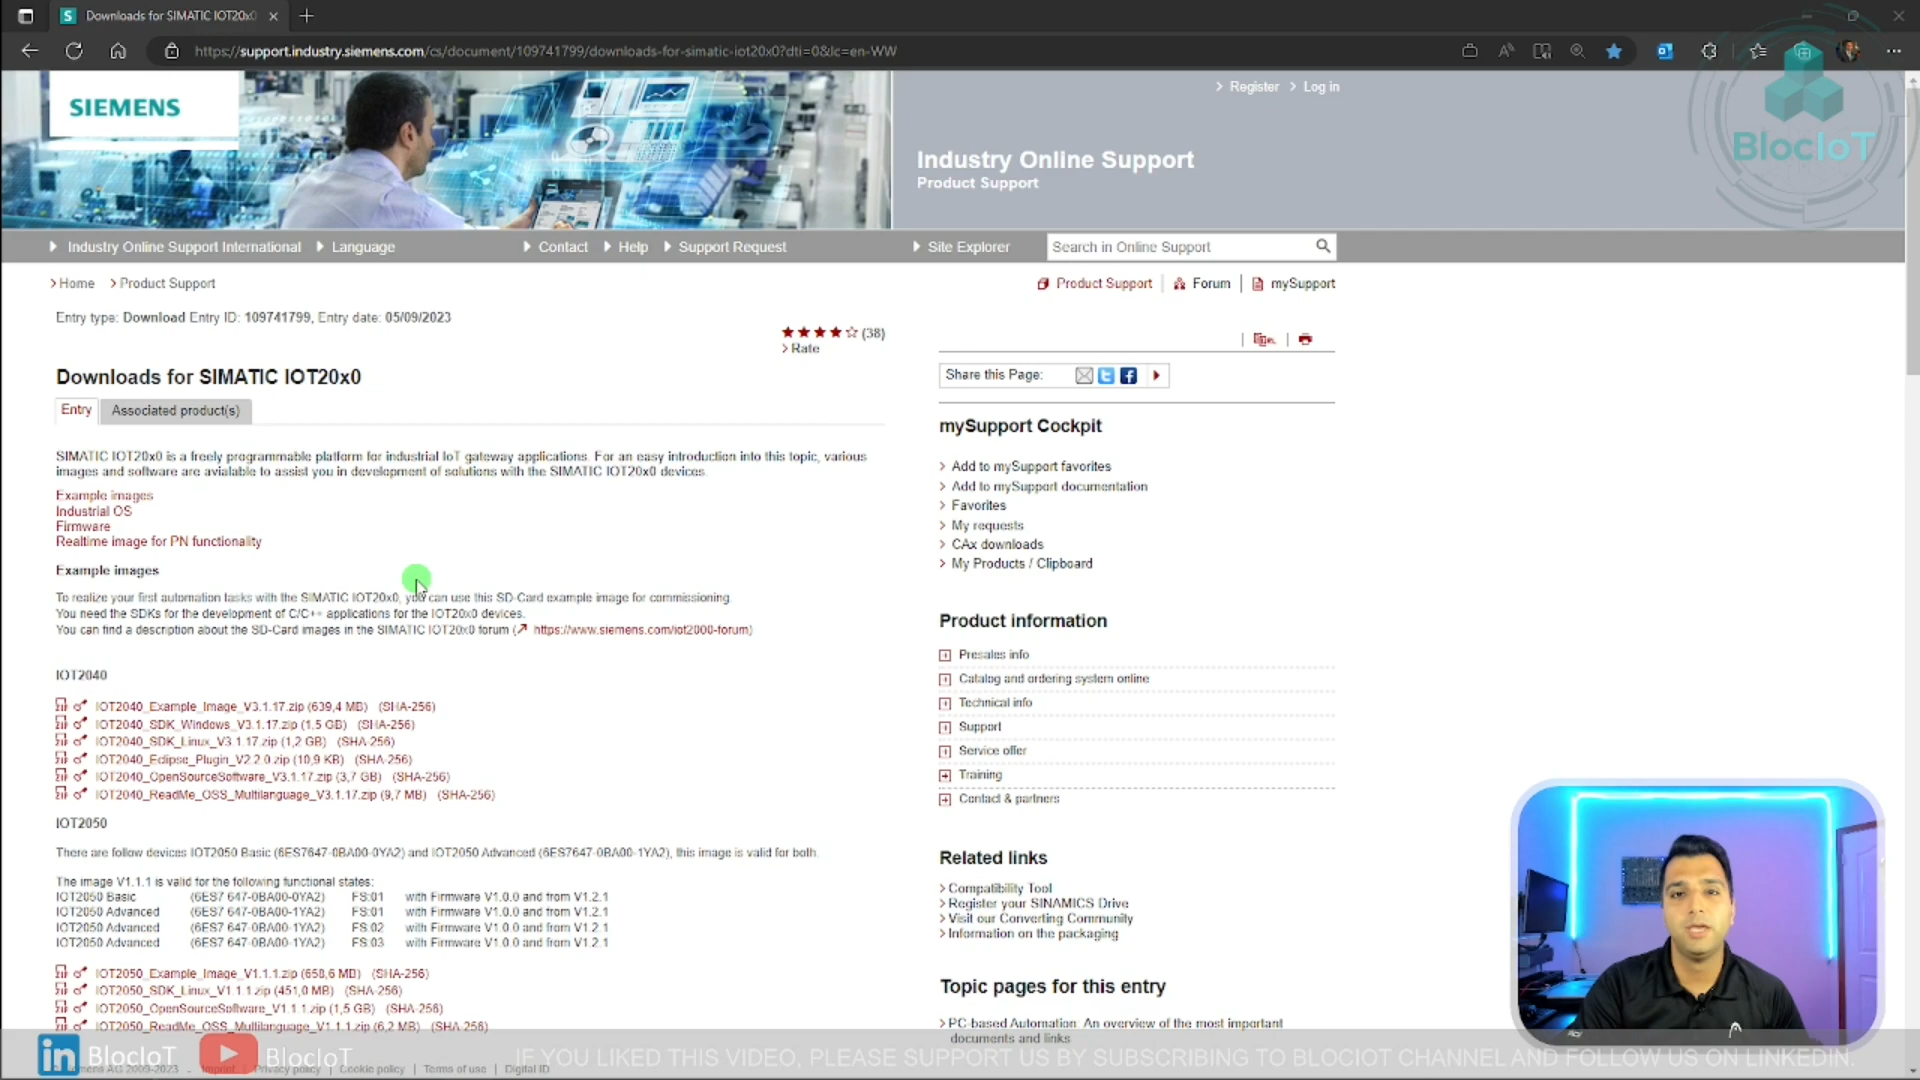 Downloads for SIMATIC IOT20x0
https://support.industry.siemens.com/cs/document/109741799/downloads-for-simatic-iot20x0?dti=0&lc=en-WW
BlocIoT
SIEMENS
Register
Log in
Industry Online Support
Product Support
Industry Online Support International
Language
Contact
Help
Support Request
Site Explorer
Search in Online Support
Home
Product Support
Product Support
Forum
mySupport
Entry type: Download Entry ID: 109741799, Entry date: 05/09/2023
(38)
Rate
Downloads for SIMATIC IOT20x0
Share this Page:
Entry
Associated product(s)
SIMATIC IOT20x0 is a freely programmable platform for industrial IoT gateway applications. For an easy introduction into this topic, various
images and software are avialable to assist you in development of solutions with the SIMATIC IOT20x0 devices.
Example images
Industrial OS
Firmware
Realtime image for PN functionality
Example images
To realize your first automation tasks with the SIMATIC IOT20x0, you can use this SD-Card example image for commissioning.
You need the SDKs for the development of C/C++ applications for the IOT20x0 devices.
You can find a description about the SD-Card images in the SIMATIC IOT20x0 forum ( https://www.siemens.com/iot2000-forum)
IOT2040
IOT2040_Example_Image_V3.1.17.zip (639,4 MB) (SHA-256)
IOT2040_SDK_Windows_V3.1.17.zip (1,5 GB) (SHA-256)
IOT2040_SDK_Linux_V3.1.17.zip (1,2 GB) (SHA-256)
IOT2040_Eclipse_Plugin_V2.2.0.zip (10,9 KB) (SHA-256)
IOT2040_OpenSourceSoftware_V3.1.17.zip (3,7 GB) (SHA-256)
IOT2040_ReadMe_OSS_Multilanguage_V3.1.17.zip (9,7 MB) (SHA-256)
IOT2050
There are follow devices IOT2050 Basic (6ES7647-0BA00-0YA2) and IOT2050 Advanced (6ES7647-0BA00-1YA2), this image is valid for both.
The image V1.1.1 is valid for the following functional states:
IOT2050 Basic (6ES7 647-0BA00-0YA2) FS:01 with Firmware V1.0.0 and from V1.2.1
IOT2050 Advanced (6ES7 647-0BA00-1YA2) FS:01 with Firmware V1.0.0 and from V1.2.1
IOT2050 Advanced (6ES7 647-0BA00-1YA2) FS 02 with Firmware V1.0.0 and from V1.2.1
IOT2050 Advanced (6ES7 647-0BA00-1YA2) FS 03 with Firmware V1.0.0 and from V1.2.1
IOT2050_Example_Image_V1.1.1.zip (658,6 MB) (SHA-256)
IOT2050_SDK_Linux_V1.1.1.zip (451,0 MB) (SHA-256)
IOT2050_OpenSourceSoftware_V1.1.1.zip (1,5 GB) (SHA-256)
IOT2050_ReadMe_OSS_Multilanguage_V1.1.1.zip (6,2 MB) (SHA-256)
mySupport Cockpit
Add to mySupport favorites
Add to mySupport documentation
Favorites
My requests
CAx downloads
My Products / Clipboard
Product information
Presales info
Catalog and ordering system online
Technical info
Support
Service offer
Training
Contact & partners
Related links
Compatibility Tool
Register your SINAMICS Drive
Visit our Converting Community
Information on the packaging
Topic pages for this entry
PC-based Automation: An overview of the most important
documents and links
in BlocIoT
BlocIoT
IF YOU LIKED THIS VIDEO, PLEASE SUPPORT US BY SUBSCRIBING TO BLOCIOT CHANNEL AND FOLLOW US ON LINKEDIN.
AG 2009-2023 - Imprint Privacy policy Cookie policy Terms of use Digital ID